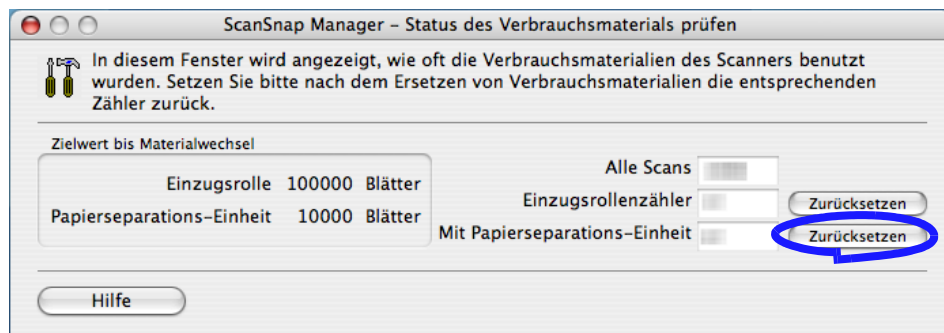 ScanSnap Manager – Status des Verbrauchsmaterials prüfen
In diesem Fenster wird angezeigt, wie oft die Verbrauchsmaterialien des Scanners benutzt
wurden. Setzen Sie bitte nach dem Ersetzen von Verbrauchsmaterialien die entsprechenden
Zähler zurück.
Zielwert bis Materialwechsel
Einzugsrolle 100000 Blätter
Papierseparations-Einheit 10000 Blätter
Alle Scans
Einzugsrollenzähler Zurücksetzen
Mit Papierseparations-Einheit Zurücksetzen
Hilfe